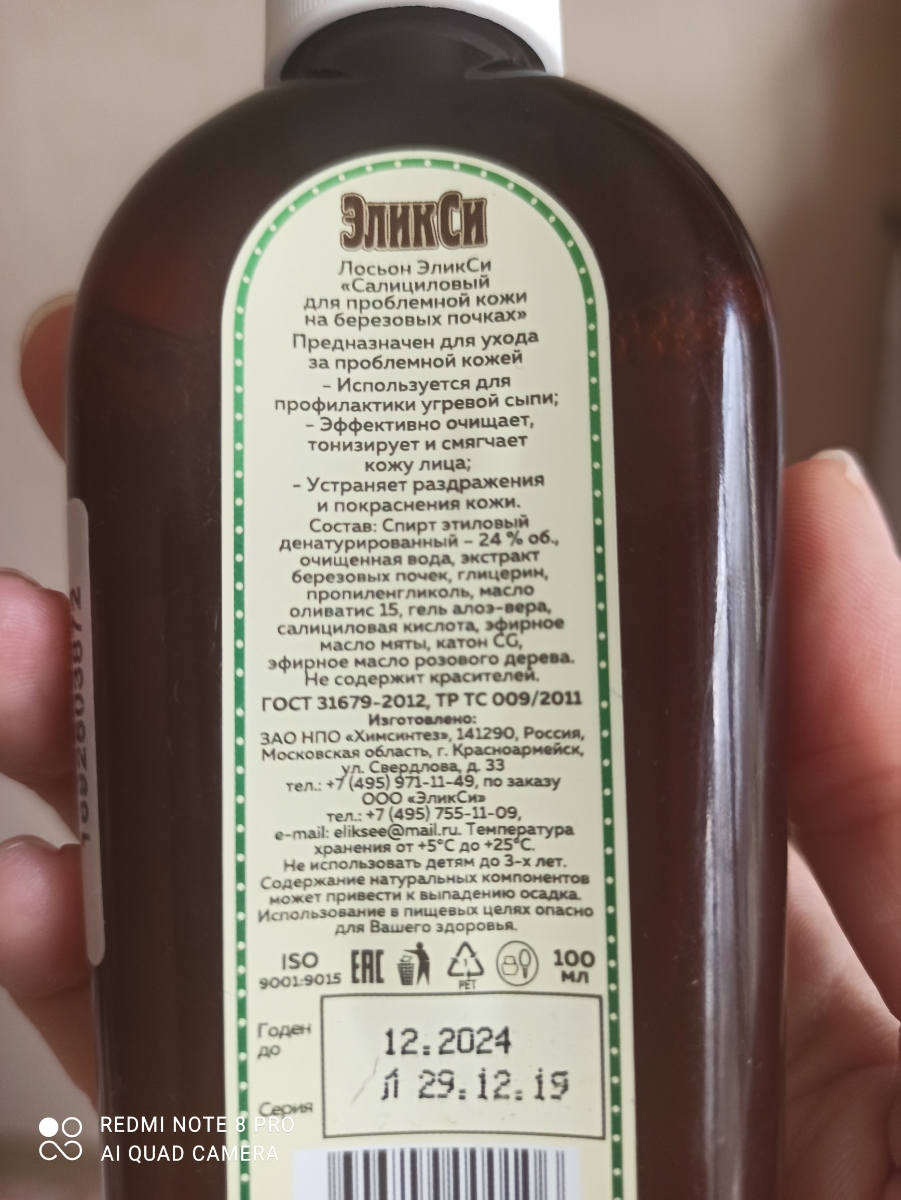 ЭликСи
Лосьон ЭликСи
«Салициловый
для проблемной кожи
на березовых почках»
Предназначен для ухода
за проблемной кожей
- Используется для
профилактики угревой сыпи;
- Эффективно очищает,
тонизирует и смягчает
кожу лица;
- Устраняет раздражения
и покраснения кожи.
Состав: Спирт этиловый
денатурированный – 24 % об.,
очищенная вода, экстракт
березовых почек, глицерин,
пропиленгликоль, масло
оливатис 15, гель алоэ-вера,
салициловая кислота, эфирное
масло мяты, катон CG,
эфирное масло розового дерева.
Не содержит красителей.
ГОСТ 31679-2012, ТР ТС 009/2011
Изготовлено:
ЗАО НПО «Химсинтез», 141290, Россия,
Московская область, г. Красноармейск,
ул. Свердлова, д. 33
тел.: +7 (495) 971-11-49, по заказу
ООО «ЭликСи»
тел.: +7 (495) 755-11-09,
e-mail: eliksee@mail.ru. Температура
хранения от +5°С до +25°С.
Не использовать детям до 3-х лет.
Содержание натуральных компонентов
может привести к выпадению осадка.
Использование в пищевых целях опасно
для Вашего здоровья.
ISO
9001:9015
EAC
PET
100
МЛ
Годен
до
12.2024
Л 29.12.19
Серия
REDMI NOTE 8 PRO
AI QUAD CAMERA